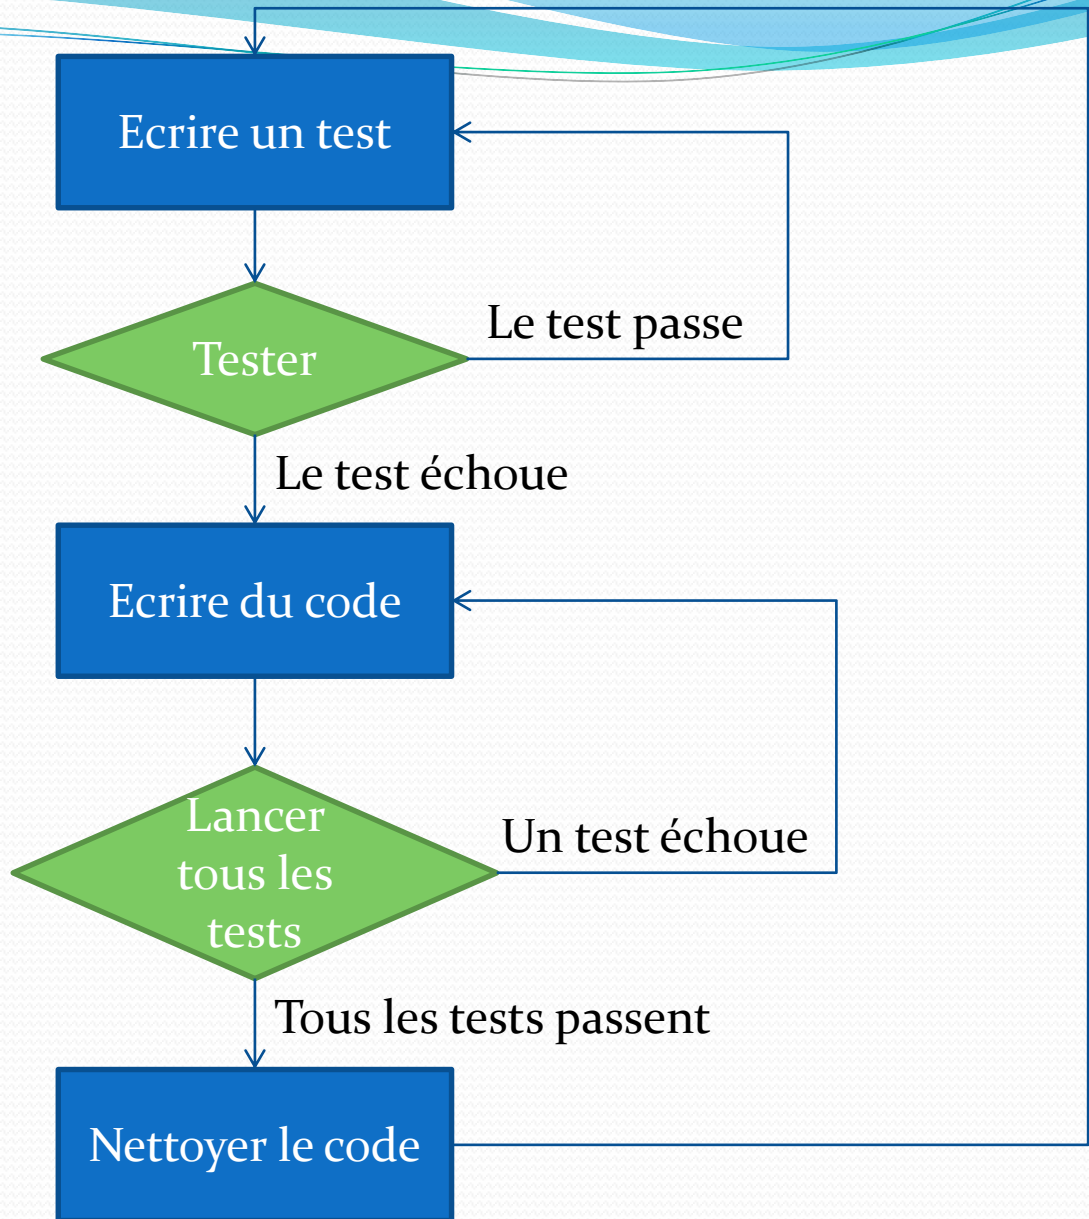 Ecrire un test
Tester
Le test passe
Le test échoue
Ecrire du code
Lancer
tous les
tests
Un test échoue
Tous les tests passent
Nettoyer le code